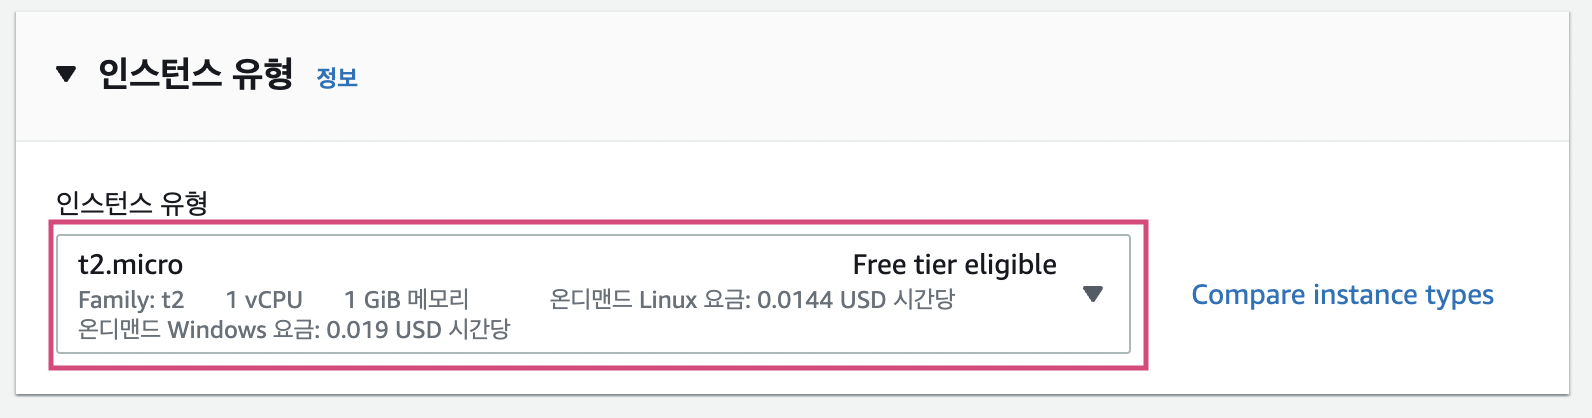 ▼ 인스턴스 유형 정보
인스턴스 유형
t2.micro Free tier eligible
Family: t2 1 vCPU 1 GiB 메모리 온디맨드 Linux 요금: 0.0144 USD 시간당
온디맨드 Windows 요금: 0.019 USD 시간당
Compare instance types